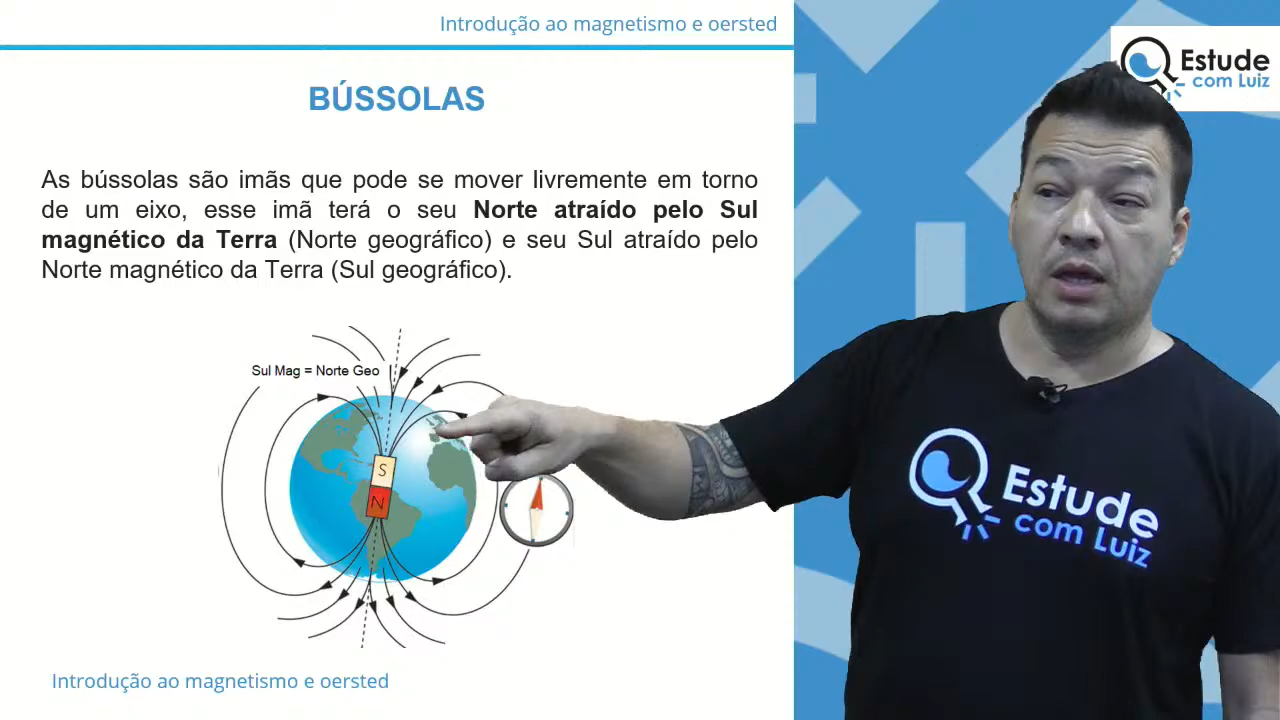 Introdução ao magnetismo e oersted
Estude
com Luiz
BÚSSOLAS
As bússolas são imãs que pode se mover livremente em torno
de um eixo, esse imã terá o seu Norte atraído pelo Sul
magnético da Terra (Norte geográfico) e seu Sul atraído pelo
Norte magnético da Terra (Sul geográfico).
Sul Mag = Norte Geo
S
N
Estude
com Luiz
Introdução ao magnetismo e oersted